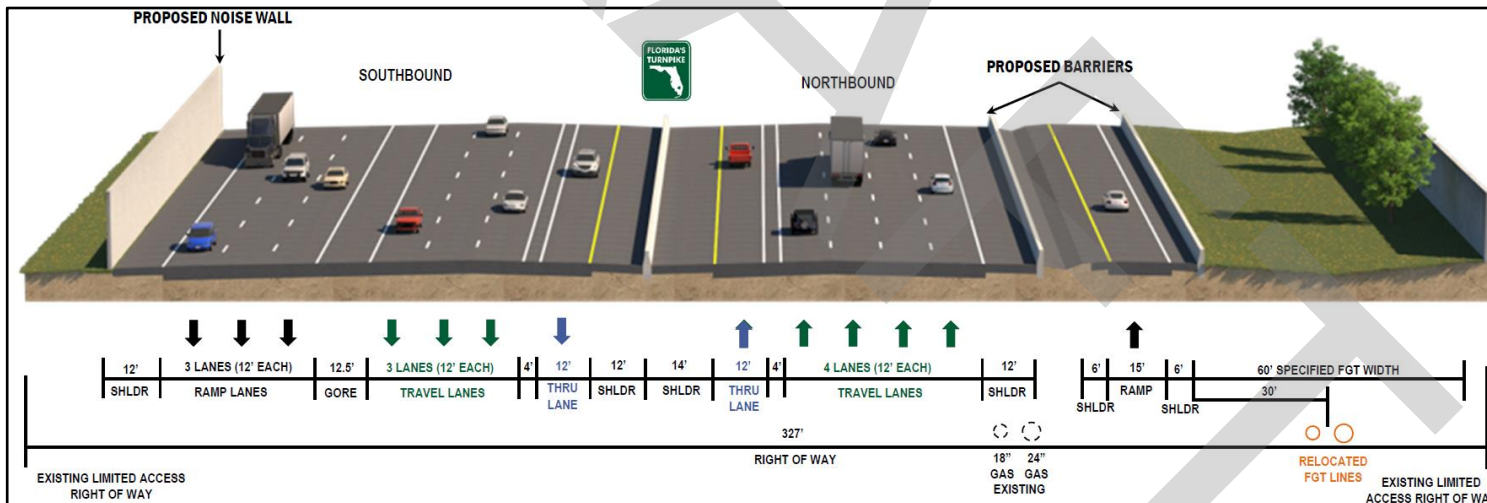 PROPOSED NOISE WALL
SOUTHBOUND
FLORIDA'S
TURNPIKE
NORTHBOUND
PROPOSED BARRIERS
12'
3 LANES (12' EACH)
12.5'
3 LANES (12' EACH)
4'
12'
12'
14'
12'
4'
4 LANES (12' EACH)
12'
6'
15'
6'
60' SPECIFIED FGT WIDTH
SHLDR
RAMP LANES
GORE
TRAVEL LANES
THRU
LANE
SHLDR
SHLDR
THRU
LANE
TRAVEL LANES
SHLDR
SHLDR
RAMP
SHLDR
30'
327'
RIGHT OF WAY
18"
GAS
24"
GAS
EXISTING
RELOCATED
FGT LINES
EXISTING LIMITED ACCESS
RIGHT OF WAY
EXISTING LIMITED
ACCESS RIGHT OF WA